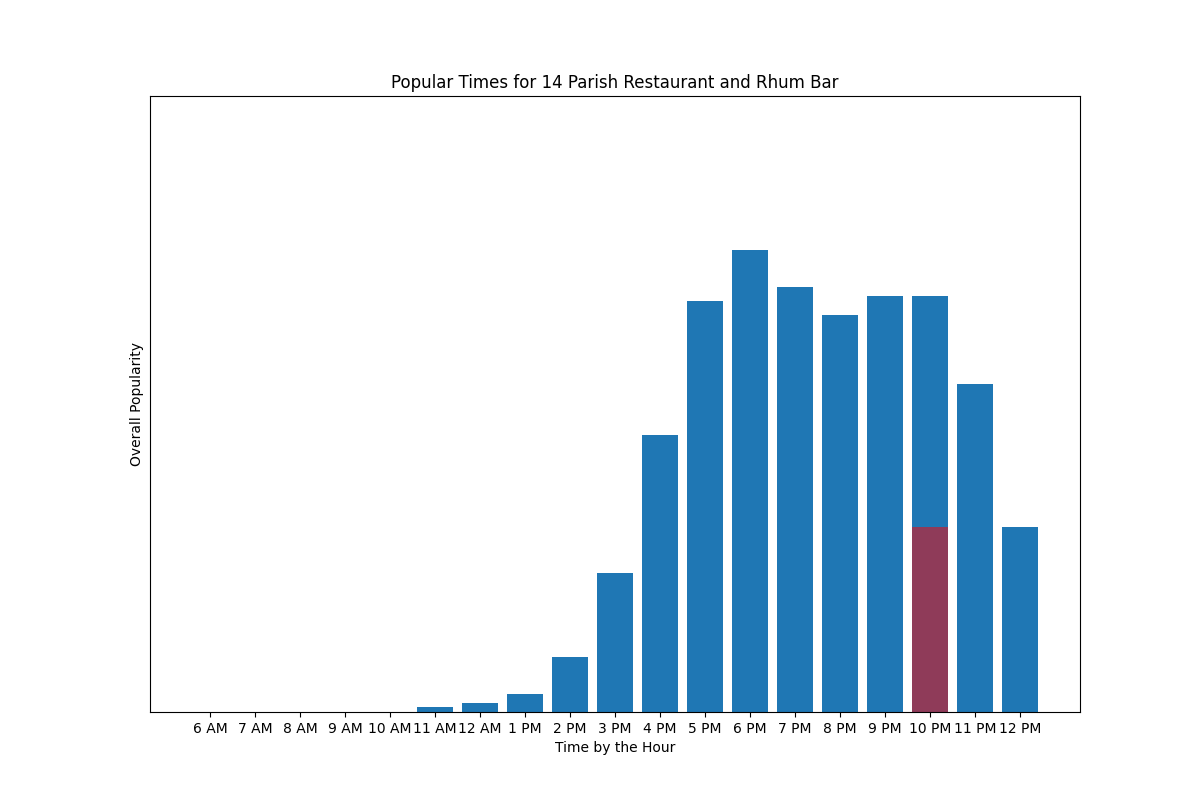 Popular Times for 14 Parish Restaurant and Rhum Bar
Overall Popularity
6 AM 7 AM 8 AM 9 AM 10 AM 11 AM 12 AM 1 PM 2 PM 3 PM 4 PM 5 PM 6 PM 7 PM 8 PM 9 PM 10 PM 11 PM 12 PM
Time by the Hour